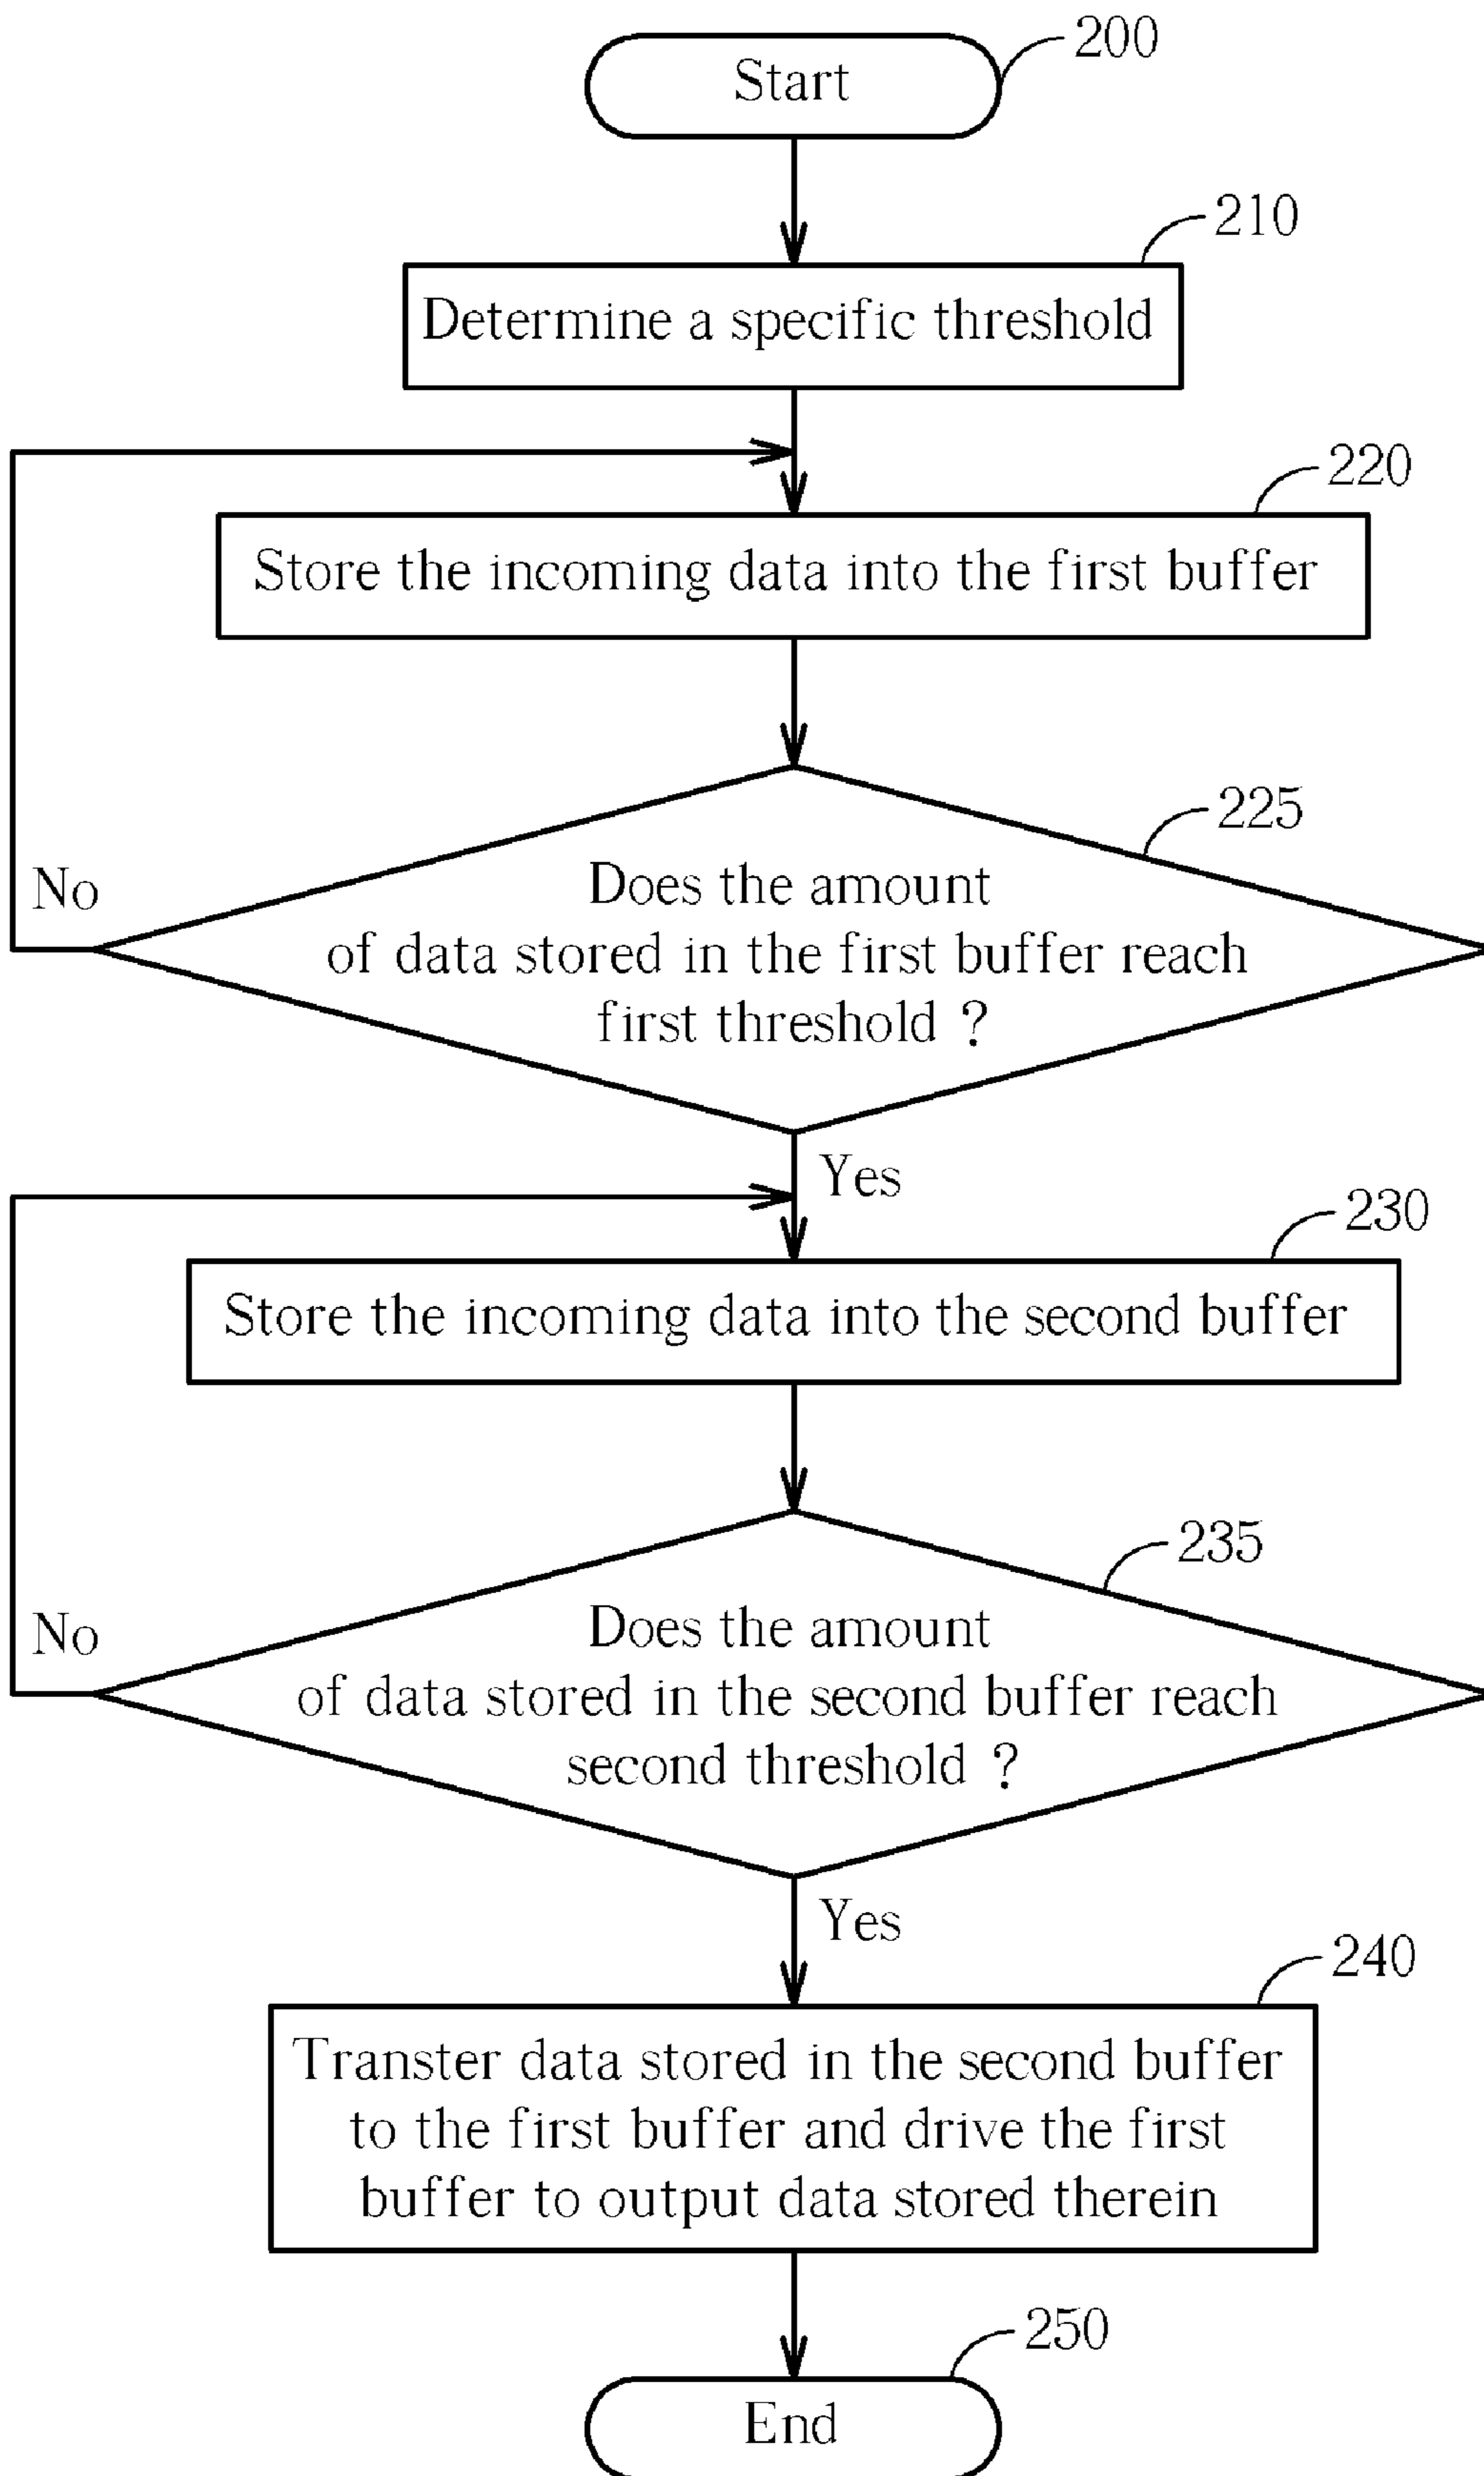 Start
200
210
Determine a specific threshold
220
Store the incoming data into the first buffer
225
Does the amount
of data stored in the first buffer reach
first threshold ?
No
Yes
230
Store the incoming data into the second buffer
235
Does the amount
of data stored in the second buffer reach
second threshold ?
No
Yes
240
Transter data stored in the second buffer
to the first buffer and drive the first
buffer to output data stored therein
250
End